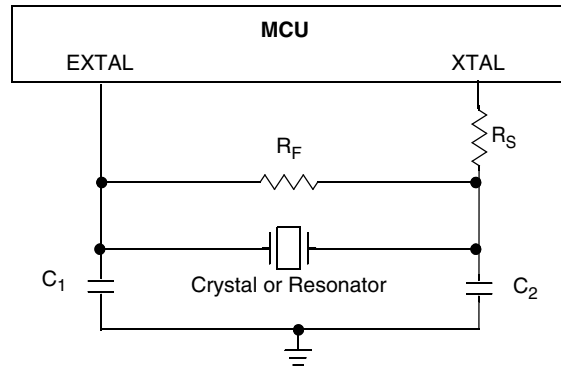 MCU
EXTAL XTAL
R_S
R_F
C_1 Crystal or Resonator C_2